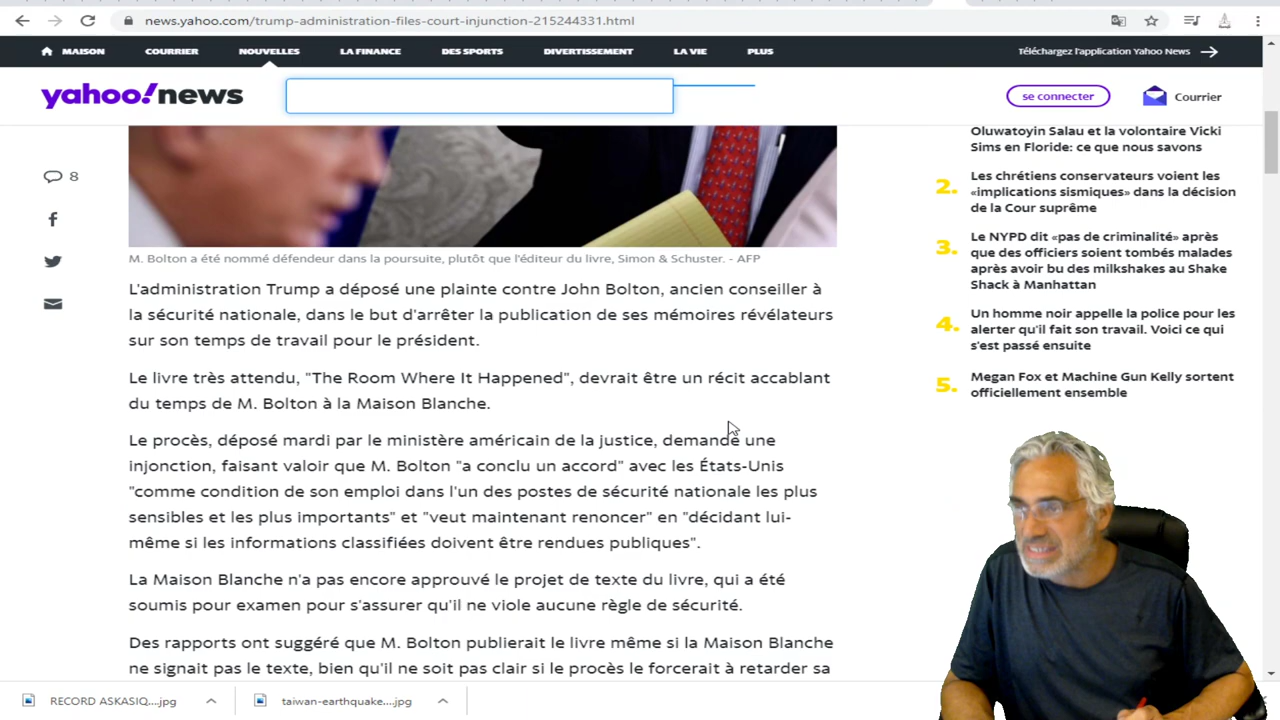 news.yahoo.com/trump-administration-files-court-injunction-215244331.html
MAISON COURRIER NOUVELLES LA FINANCE DES SPORTS DIVERTISSEMENT LA VIE PLUS Téléchargez l'application Yahoo News
yahoo!news se connecter Courrier
8
M. Bolton a été nommé défendeur dans la poursuite, plutôt que l'éditeur du livre, Simon & Schuster. - AFP
L'administration Trump a déposé une plainte contre John Bolton, ancien conseiller à
la sécurité nationale, dans le but d'arrêter la publication de ses mémoires révélateurs
sur son temps de travail pour le président.
Le livre très attendu, "The Room Where It Happened", devrait être un récit accablant
du temps de M. Bolton à la Maison Blanche.
Le procès, déposé mardi par le ministère américain de la justice, demande une
injonction, faisant valoir que M. Bolton "a conclu un accord" avec les États-Unis
"comme condition de son emploi dans l'un des postes de sécurité nationale les plus
sensibles et les plus importants" et "veut maintenant renoncer" en "décidant lui-
même si les informations classifiées doivent être rendues publiques".
La Maison Blanche n'a pas encore approuvé le projet de texte du livre, qui a été
soumis pour examen pour s'assurer qu'il ne viole aucune règle de sécurité.
Des rapports ont suggéré que M. Bolton publierait le livre même si la Maison Blanche
ne signait pas le texte, bien qu'il ne soit pas clair si le procès le forcerait à retarder sa
Oluwatoyin Salau et la volontaire Vicki
Sims en Floride: ce que nous savons
2. Les chrétiens conservateurs voient les
«implications sismiques» dans la décision
de la Cour suprême
3. Le NYPD dit «pas de criminalité» après
que des officiers soient tombés malades
après avoir bu des milkshakes au Shake
Shack à Manhattan
4. Un homme noir appelle la police pour les
alerter qu'il fait son travail. Voici ce qui
s'est passé ensuite
5. Megan Fox et Machine Gun Kelly sortent
officiellement ensemble
RECORD ASKASIQ....jpg taiwan-earthquake....jpg